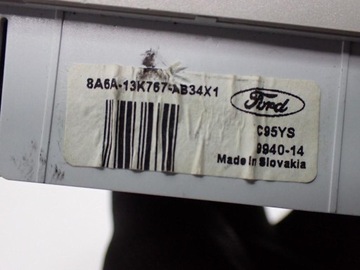 8A6A-13K767-AB34X1
Ford
C95YS
9940-14
Made in Slovakia